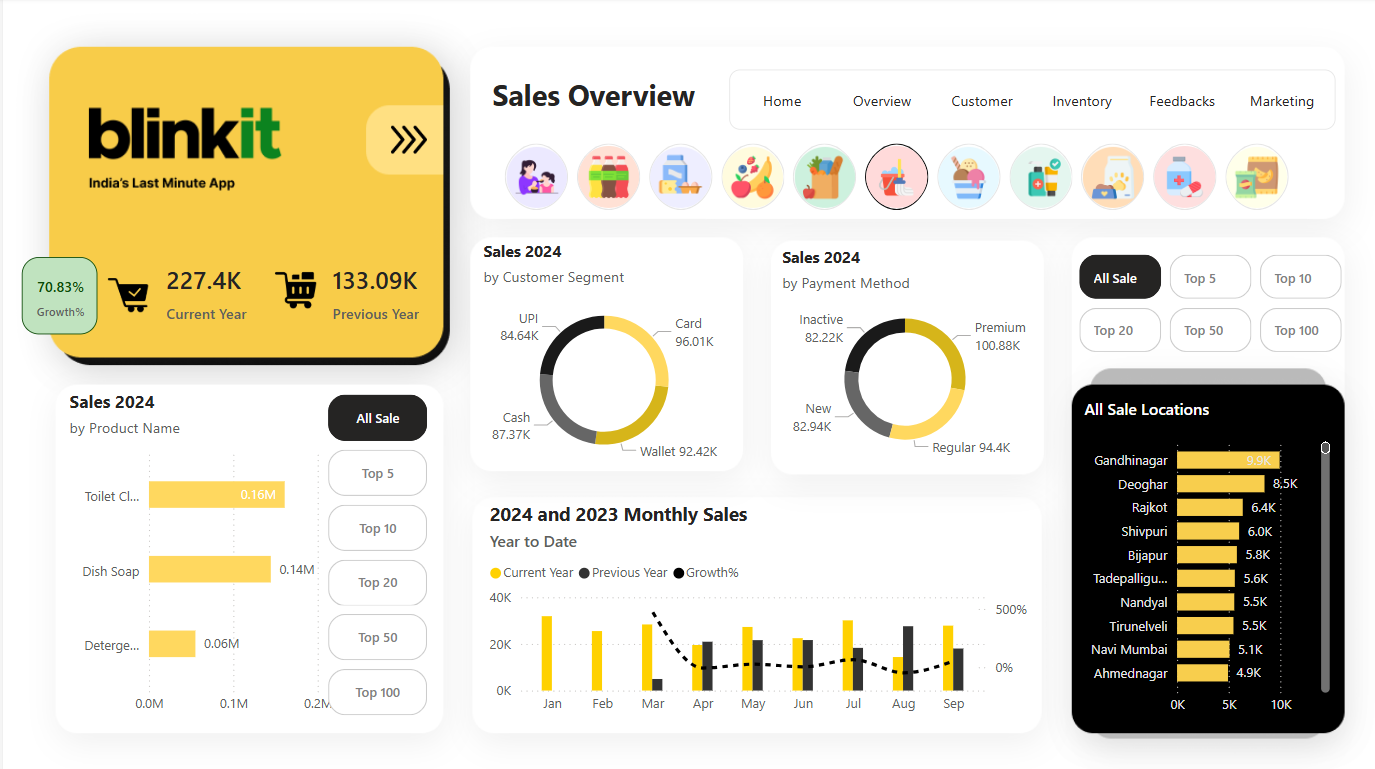 blinkit
India's Last Minute App
70.83%
Growth%
227.4K
Current Year
133.09K
Previous Year
Sales Overview
Home
Overview
Customer
Inventory
Feedbacks
Marketing
Sales 2024
by Customer Segment
UPI
84.64K
Card
96.01K
Cash
87.37K
Wallet 92.42K
Sales 2024
by Payment Method
Inactive
82.22K
Premium
100.88K
New
82.94K
Regular 94.4K
All Sale
Top 5
Top 10
Top 20
Top 50
Top 100
Sales 2024
by Product Name
All Sale
Top 5
Top 10
Top 20
Top 50
Top 100
Toilet Cl...
0.16M
Dish Soap
0.14M
Deterge...
0.06M
0.0M
0.1M
0.2M
2024 and 2023 Monthly Sales
Year to Date
Current Year
Previous Year
Growth%
40K
20K
0K
500%
0%
Jan
Feb
Mar
Apr
May
Jun
Jul
Aug
Sep
All Sale Locations
Gandhinagar 9.9K
Deoghar 8.5K
Rajkot 6.4K
Shivpuri 6.0K
Bijapur 5.8K
Tadepalligu... 5.6K
Nandyal 5.5K
Tirunelveli 5.5K
Navi Mumbai 5.1K
Ahmednagar 4.9K
0K
5K
10K